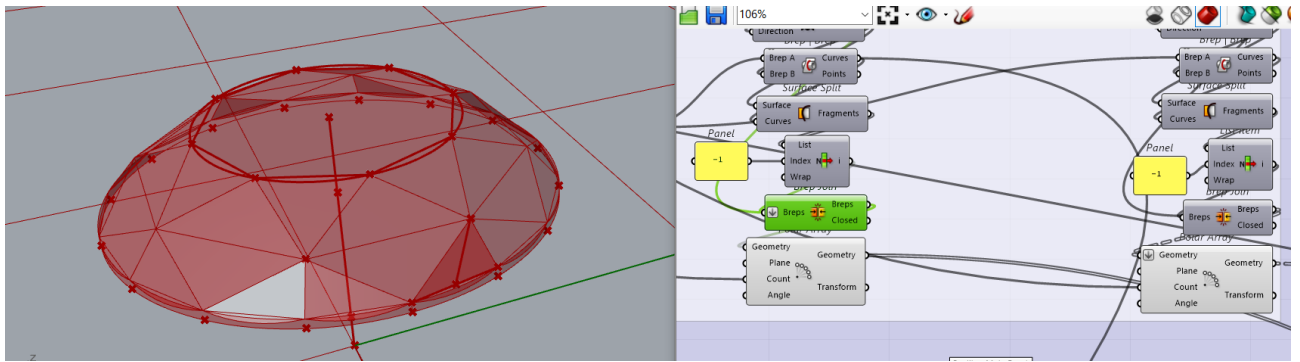 106%
Direction
Brep | Brep
Brep A
Curves
Brep B
Points
Surface Split
Surface
Fragments
Curves
Panel
-1
List
Index
N
i
Wrap
Brep Join
Breps
Breps
Closed
Polar Array
Geometry
Geometry
Plane
Count
Angle
Transform
Direction
Brep | Brep
Brep A
Curves
Brep B
Points
Surface Split
Surface
Fragments
Curves
Panel
-1
List Item
List
Index
N
i
Wrap
Brep Join
Breps
Breps
Closed
Polar Array
Geometry
Geometry
Plane
Count
Angle
Transform
z